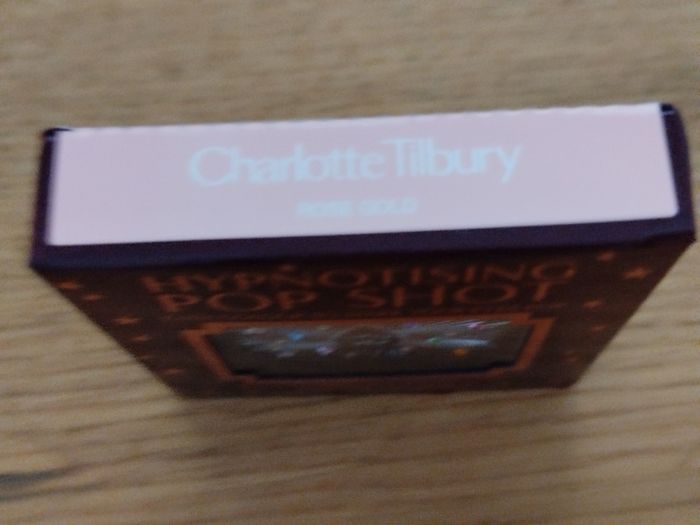 Charlotte Tilbury
ROSE GOLD
HYPNOTISING
POP SHOT